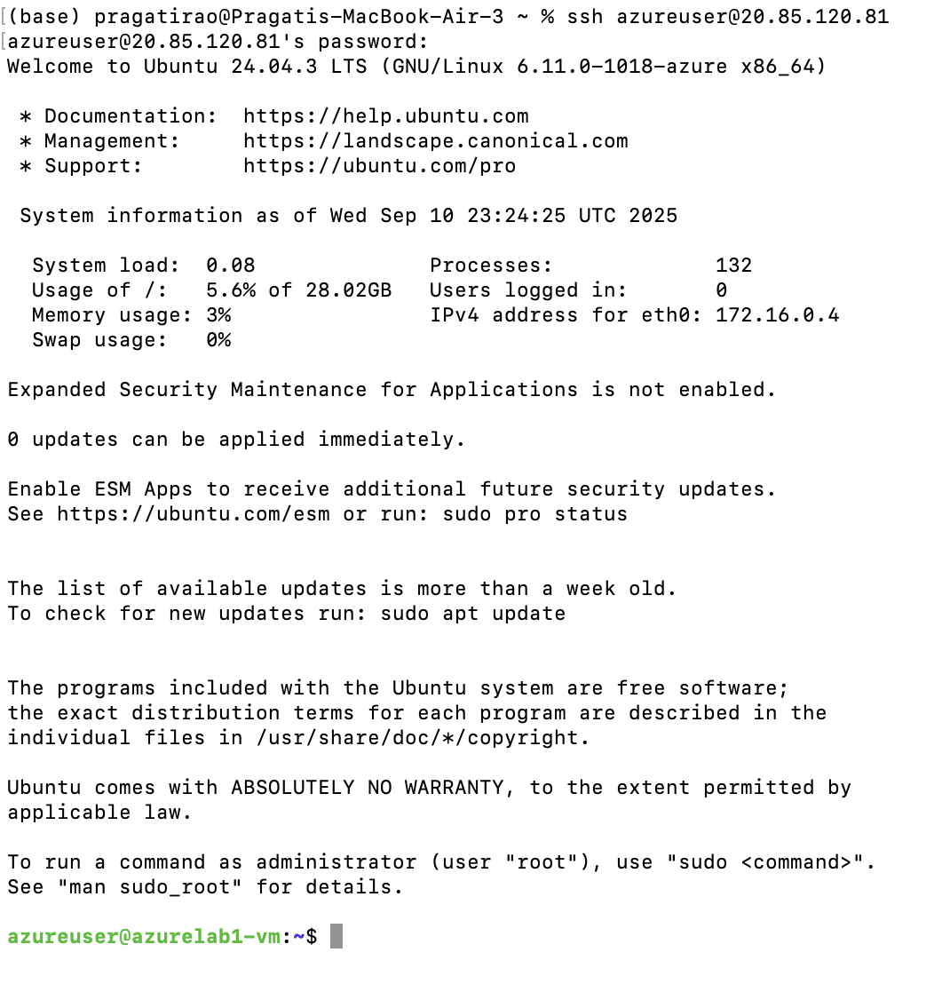 [(base) pragatirao@Pragatis-MacBook-Air-3 ~ % ssh azureuser@20.85.120.81
[azureuser@20.85.120.81's password:
Welcome to Ubuntu 24.04.3 LTS (GNU/Linux 6.11.0-1018-azure x86_64)
* Documentation:  https://help.ubuntu.com
* Management:     https://landscape.canonical.com
* Support:        https://ubuntu.com/pro
System information as of Wed Sep 10 23:24:25 UTC 2025
System load:  0.08              Processes:             132
Usage of /:   5.6% of 28.02GB   Users logged in:       0
Memory usage: 3%                IPv4 address for eth0: 172.16.0.4
Swap usage:   0%
Expanded Security Maintenance for Applications is not enabled.
0 updates can be applied immediately.
Enable ESM Apps to receive additional future security updates.
See https://ubuntu.com/esm or run: sudo pro status
The list of available updates is more than a week old.
To check for new updates run: sudo apt update
The programs included with the Ubuntu system are free software;
the exact distribution terms for each program are described in the
individual files in /usr/share/doc/*/copyright.
Ubuntu comes with ABSOLUTELY NO WARRANTY, to the extent permitted by
applicable law.
To run a command as administrator (user "root"), use "sudo <command>".
See "man sudo_root" for details.
azureuser@azurelab1-vm:~$